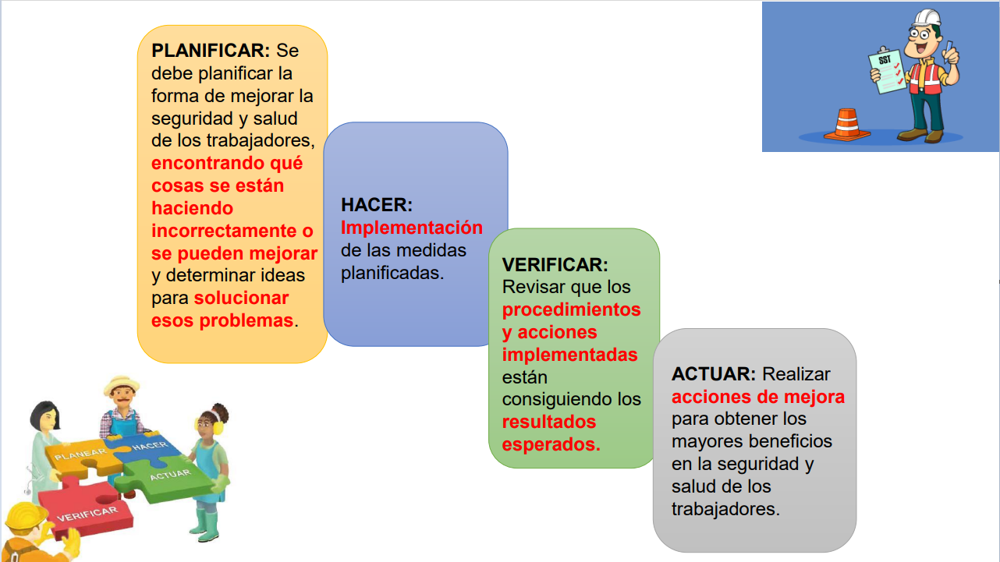 PLANIFICAR: Se
debe planificar la
forma de mejorar la
seguridad y salud
de los trabajadores,
encontrando qué
cosas se están
haciendo
incorrectamente o
se pueden mejorar
y determinar ideas
para solucionar
esos problemas.
HACER:
Implementación
de las medidas
planificadas.
VERIFICAR:
Revisar que los
procedimientos
y acciones
implementadas
están
consiguiendo los
resultados
esperados.
ACTUAR: Realizar
acciones de mejora
para obtener los
mayores beneficios
en la seguridad y
salud de los
trabajadores.
SST
PLANEAR
HACER
ACTUAR
VERIFICAR